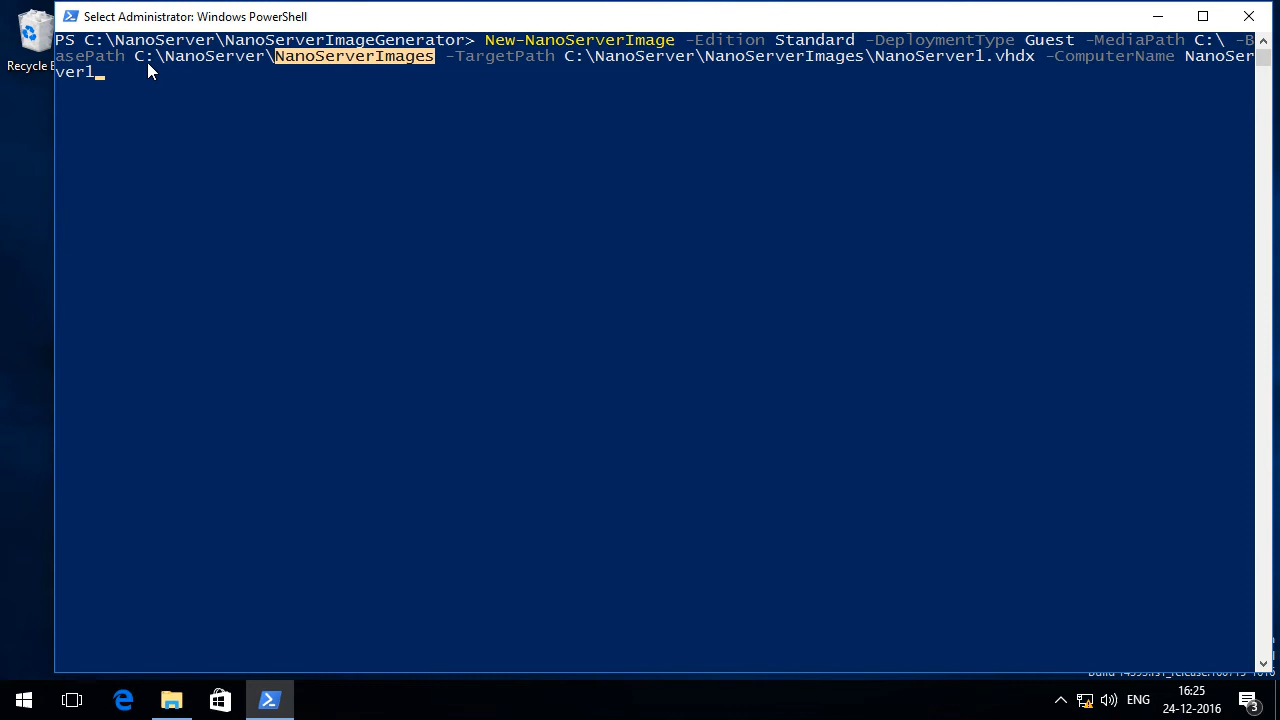 Select Administrator: Windows PowerShell
PS C:\NanoServer\NanoServerImageGenerator> New-NanoServerImage -Edition Standard -DeploymentType Guest -MediaPath C:\ -B
asePath C:\NanoServer\NanoServerImages -TargetPath C:\NanoServer\NanoServerImages\NanoServer1.vhdx -ComputerName NanoSer
ver1_
Recycle
ENG
16:25
24-12-2016
3